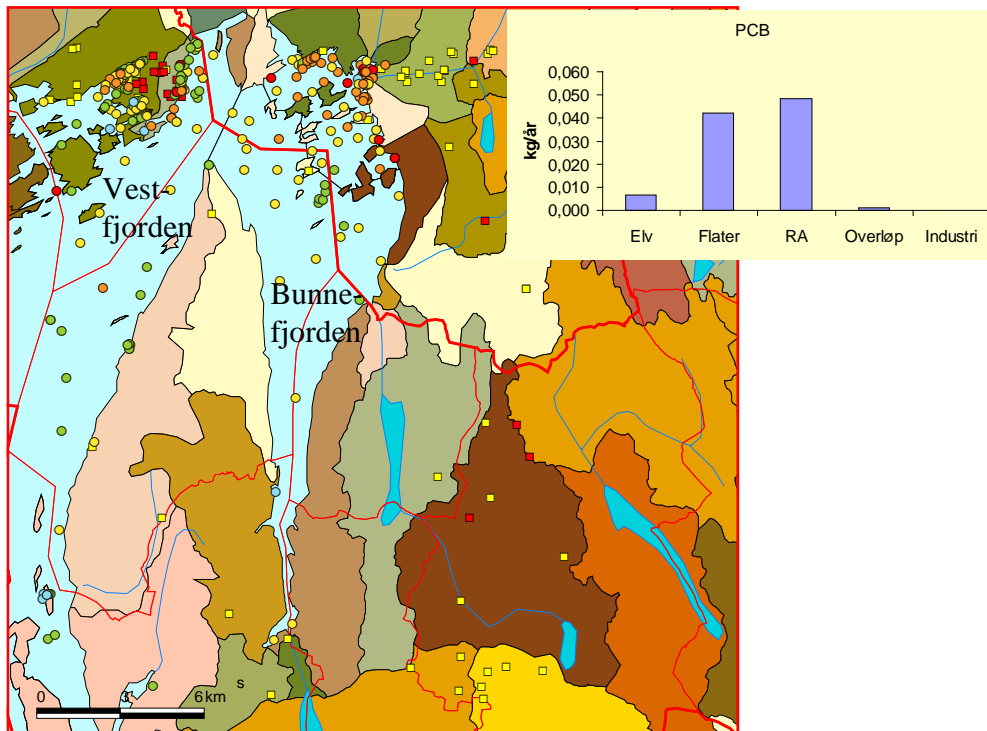 PCB
kg/år
0,060
0,050
0,040
0,030
0,020
0,010
0,000
Elv Flater RA Overløp Industri
Vest-
fjorden
Bunne-
fjorden
s
0 6 km